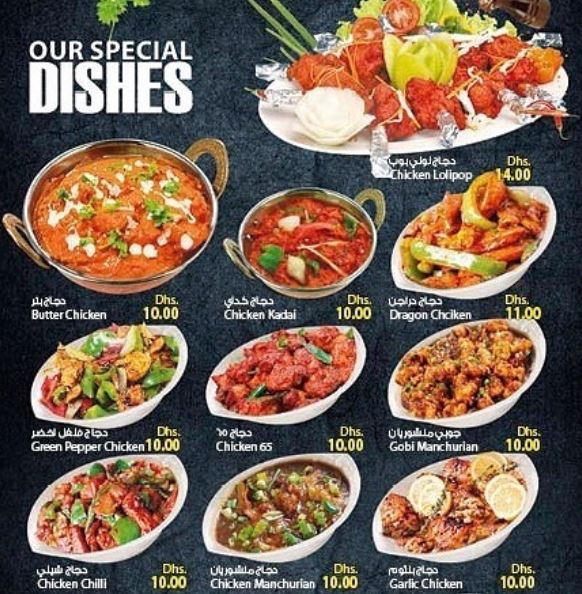 OUR SPECIAL
DISHES
دجاج لولي بوب
Dhs.
Chicken Lolipop 14.00
دجاج بتر
Dhs.
Butter Chicken 10.00
دجاج كداي
Dhs.
Chicken Kadai 10.00
دجاج دراجن
Dhs.
Dragon Chciken 11.00
دجاج فلفل اخضر
Dhs.
Green Pepper Chicken 10.00
دجاج ٦٥
Dhs.
Chicken 65 10.00
جوبي منشوريان
Dhs.
Gobi Manchurian 10.00
دجاج شيلي
Dhs.
Chicken Chilli 10.00
دجاج منشوريان
Dhs.
Chicken Manchurian 10.00
دجاج بلثوم
Dhs.
Garlic Chicken 10.00